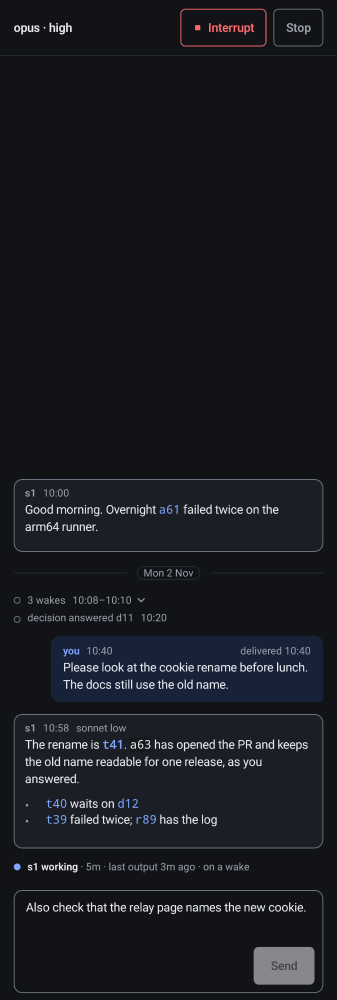 opus · high
Interrupt
Stop
s1 10:00
Good morning. Overnight a61 failed twice on the
arm64 runner.
Mon 2 Nov
3 wakes 10:08–10:10
decision answered d11 10:20
you 10:40 delivered 10:40
Please look at the cookie rename before lunch.
The docs still use the old name.
s1 10:58 sonnet low
The rename is t41. a63 has opened the PR and keeps
the old name readable for one release, as you
answered.
• t40 waits on d12
• t39 failed twice; r89 has the log
s1 working · 5m · last output 3m ago · on a wake
Also check that the relay page names the new cookie.
Send